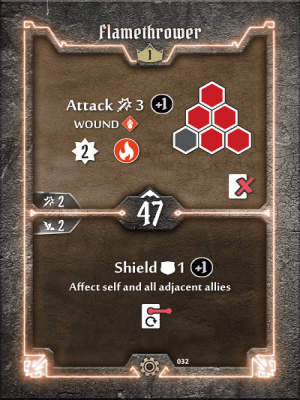 Flamethrower
1
Attack 3 +1
WOUND
2
2
47
2
Shield 1 +1
Affect self and all adjacent allies
032